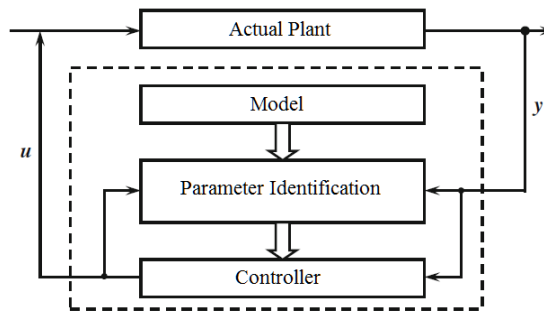 Actual Plant
Model
y
u
Parameter Identification
Controller